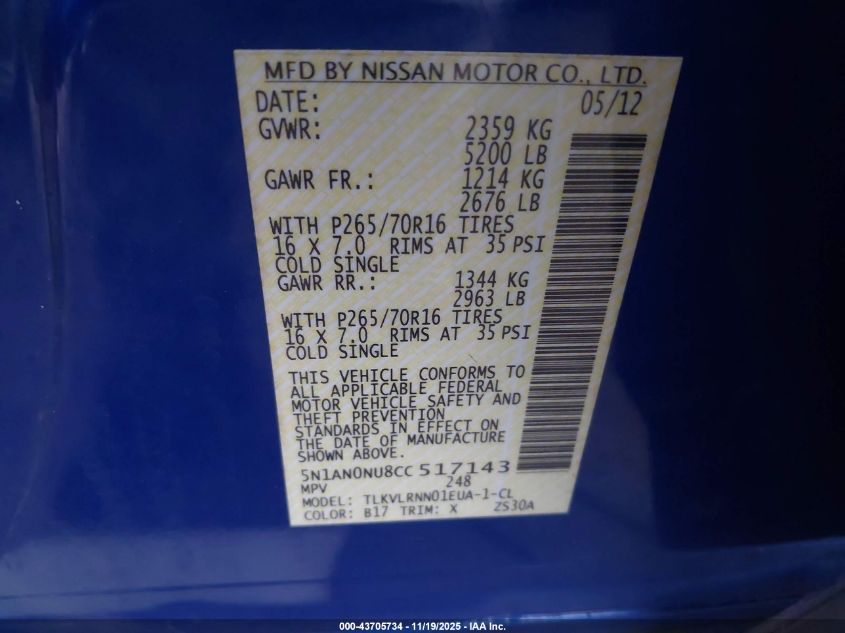 MFD BY NISSAN MOTOR CO., LTD.
DATE: 05/12
GVWR: 2359 KG
5200 LB
GAWR FR.: 1214 KG
2676 LB
WITH P265/70R16 TIRES
16 X 7.0 RIMS AT 35 PSI
COLD SINGLE
GAWR RR.: 1344 KG
2963 LB
WITH P265/70R16 TIRES
16 X 7.0 RIMS AT 35 PSI
COLD SINGLE
THIS VEHICLE CONFORMS TO
ALL APPLICABLE FEDERAL
MOTOR VEHICLE SAFETY AND
THEFT PREVENTION
STANDARDS IN EFFECT ON
THE DATE OF MANUFACTURE
SHOWN ABOVE.
5N1AN0NU8CC 517143
MPV 248
MODEL: TLKVLRNN01EUA-1-CL
COLOR: B17 TRIM: X ZS30A
000-43705734 - 11/19/2025 - IAA Inc.